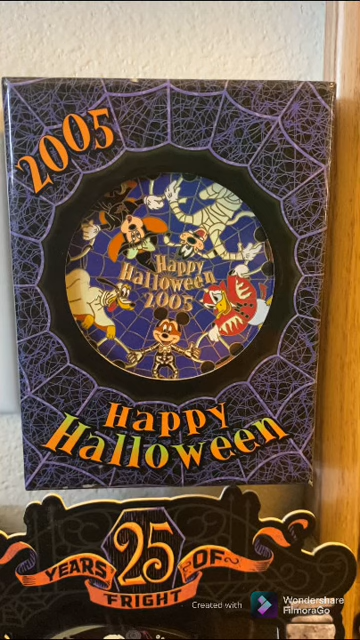 2005
Happy
Halloween
2005
Happy
Halloween
25
YEARS OF
FRIGHT
Created with
Wondershare
FilmoraGo